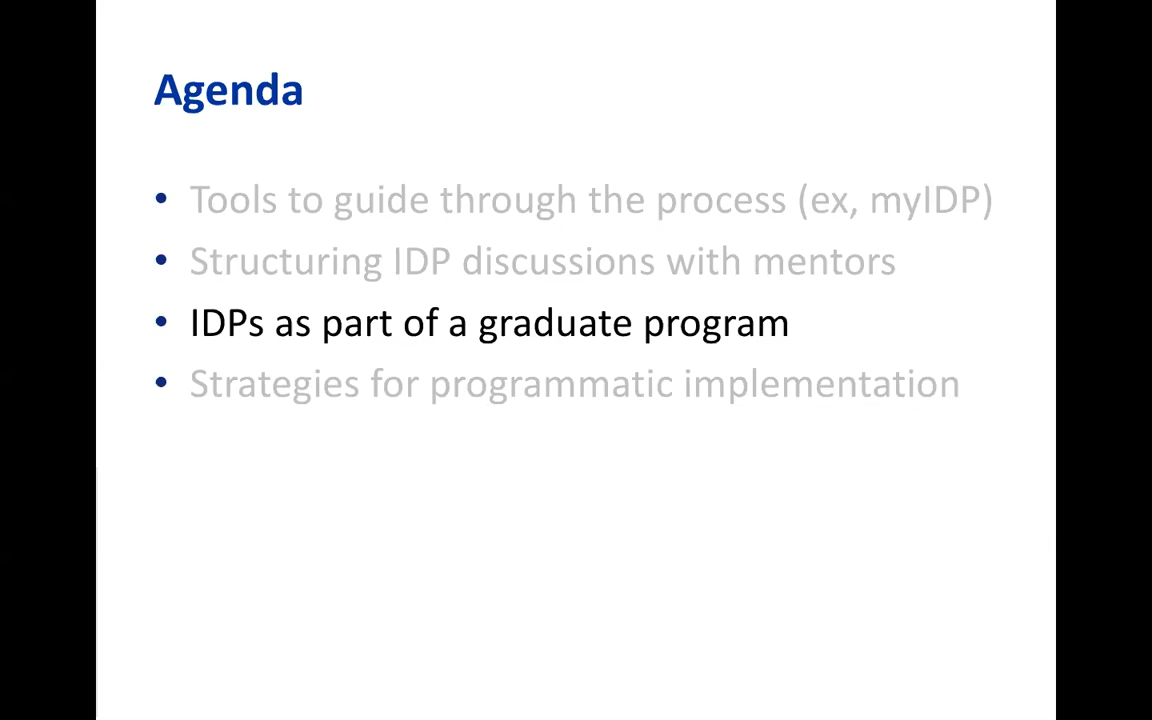 Agenda
• Tools to guide through the process (ex, myIDP)
• Structuring IDP discussions with mentors
• IDPs as part of a graduate program
• Strategies for programmatic implementation